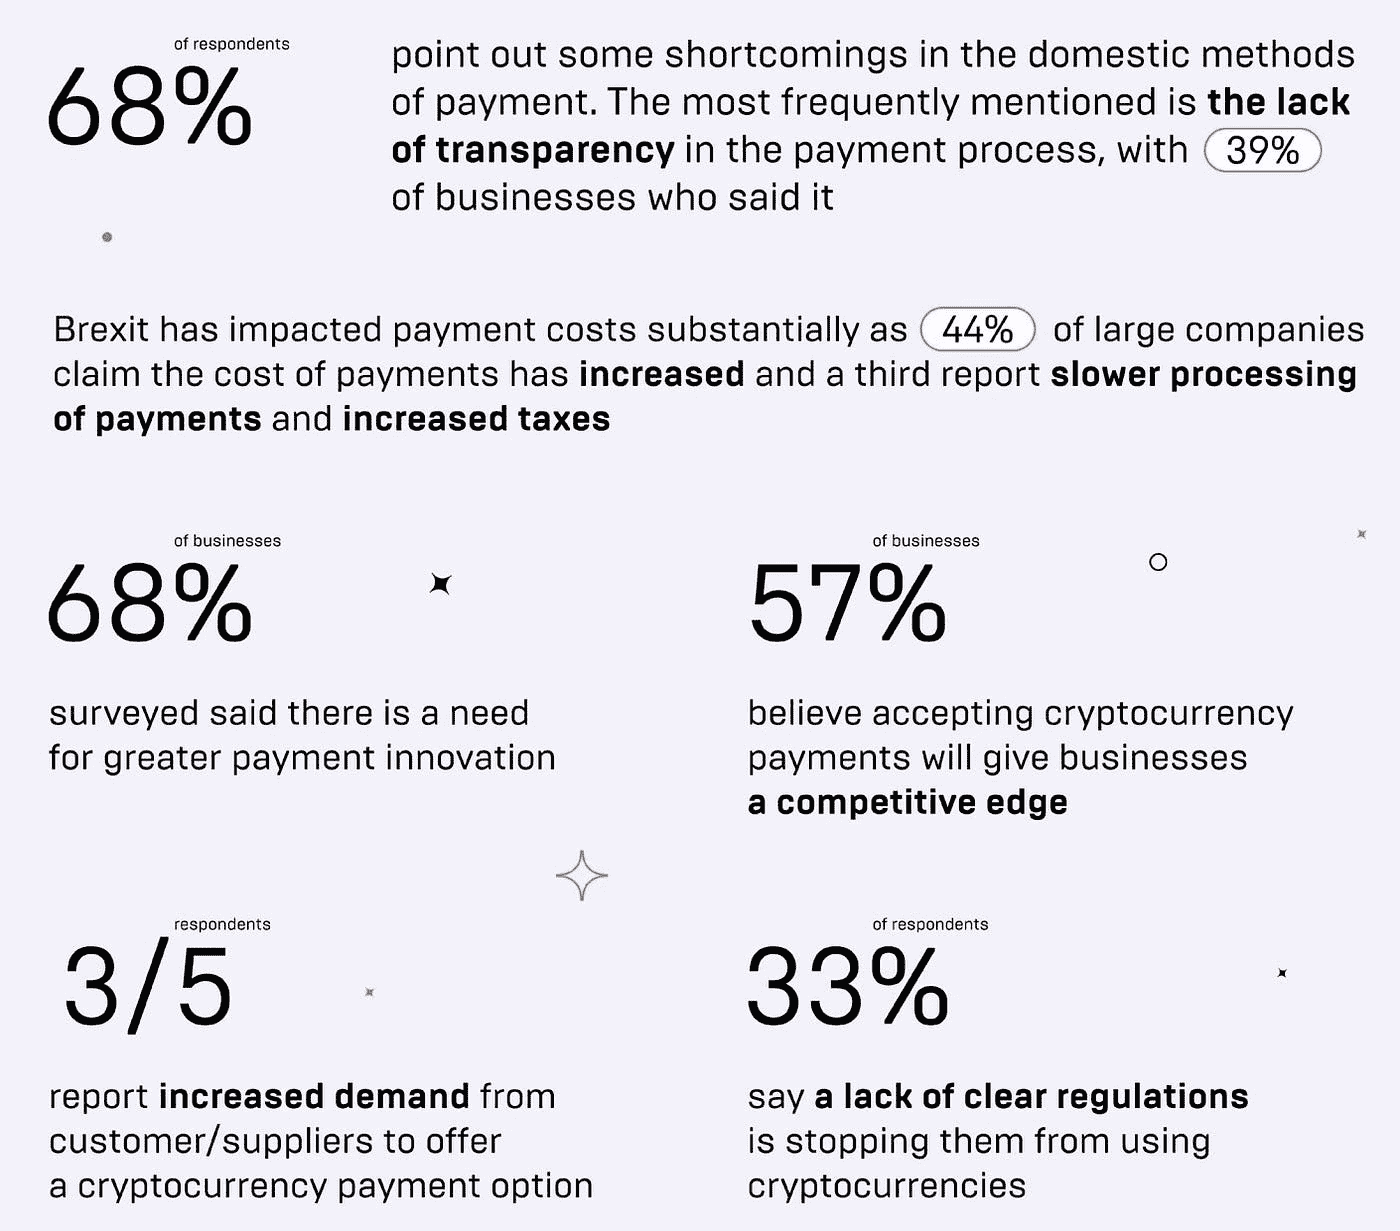 of respondents
68%
point out some shortcomings in the domestic methods
of payment. The most frequently mentioned is the lack
of transparency in the payment process, with 39%
of businesses who said it
Brexit has impacted payment costs substantially as 44% of large companies
claim the cost of payments has increased and a third report slower processing
of payments and increased taxes
of businesses
68%
surveyed said there is a need
for greater payment innovation
of businesses
57%
believe accepting cryptocurrency
payments will give businesses
a competitive edge
respondents
3/5
report increased demand from
customer/suppliers to offer
a cryptocurrency payment option
of respondents
33%
say a lack of clear regulations
is stopping them from using
cryptocurrencies